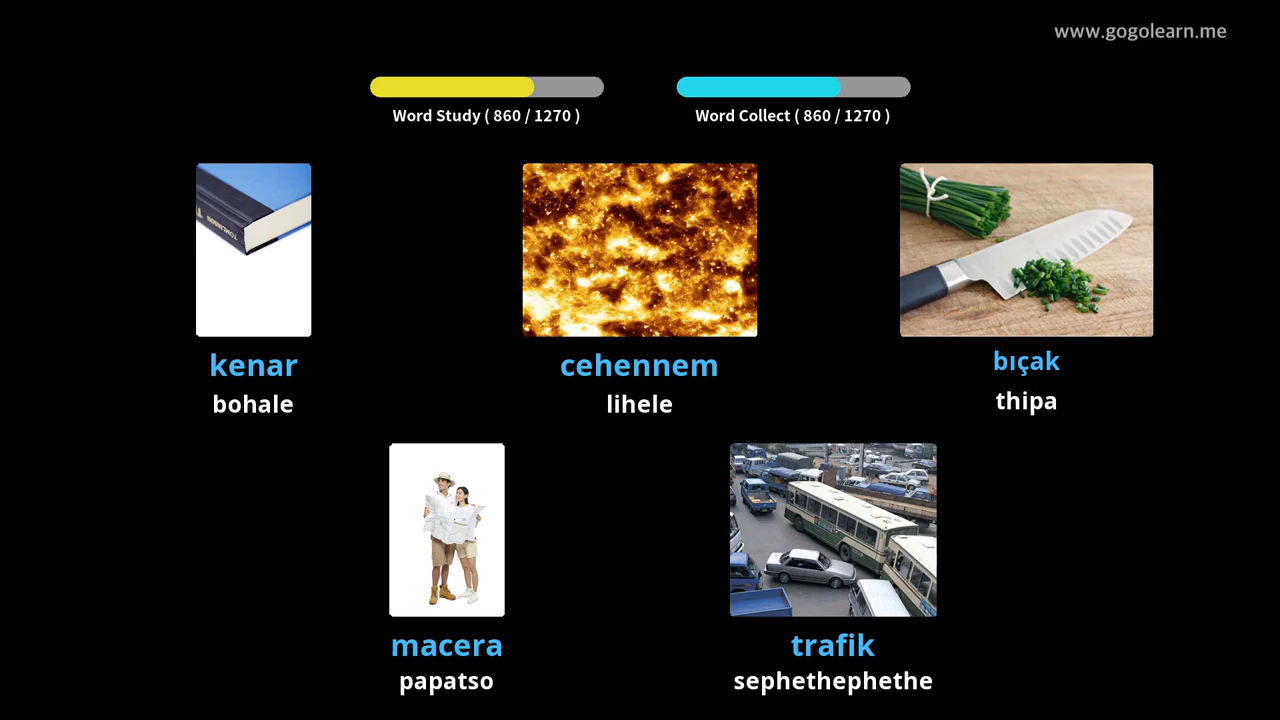 www.gogolearn.me
Word Study ( 860 / 1270 )
Word Collect ( 860 / 1270 )
TOMLINSON
kenar
bohale
cehennem
lihele
bıçak
thipa
macera
papatso
trafik
sephethephethe